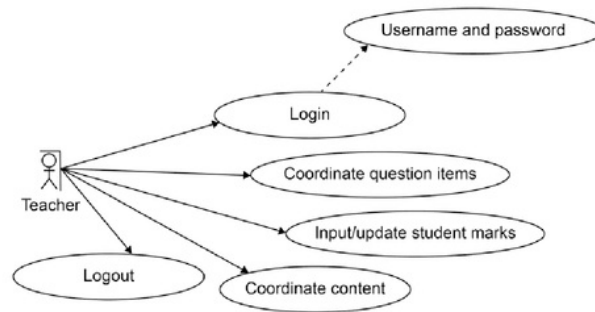 Username and password
Login
Coordinate question items
Teacher
Input/update student marks
Logout
Coordinate content